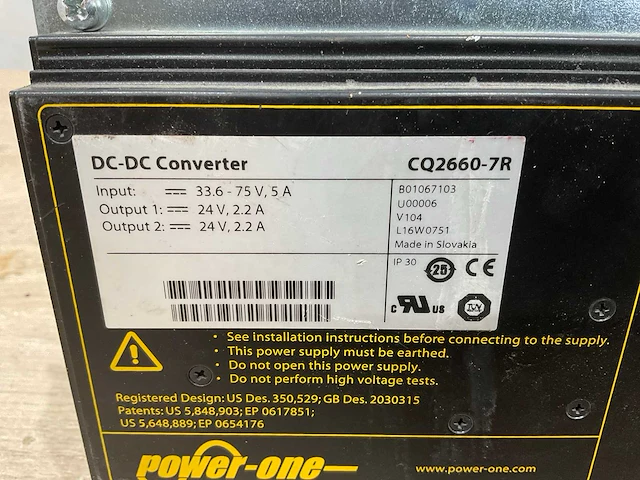 DC-DC Converter
CQ2660-7R
Input: 33.6 - 75 V, 5 A
Output 1: 24 V, 2.2 A
Output 2: 24 V, 2.2 A
B01067103
U00006
V104
L16W0751
Made in Slovakia
IP 30
25
CE
c RU US
• See installation instructions before connecting to the supply.
• This power supply must be earthed.
• Do not open this power supply.
• Do not perform high voltage tests.
Registered Design: US Des. 350,529; GB Des. 2030315
Patents: US 5,848,903; EP 0617851;
US 5,648,889; EP 0654176
power-one
www.power-one.com